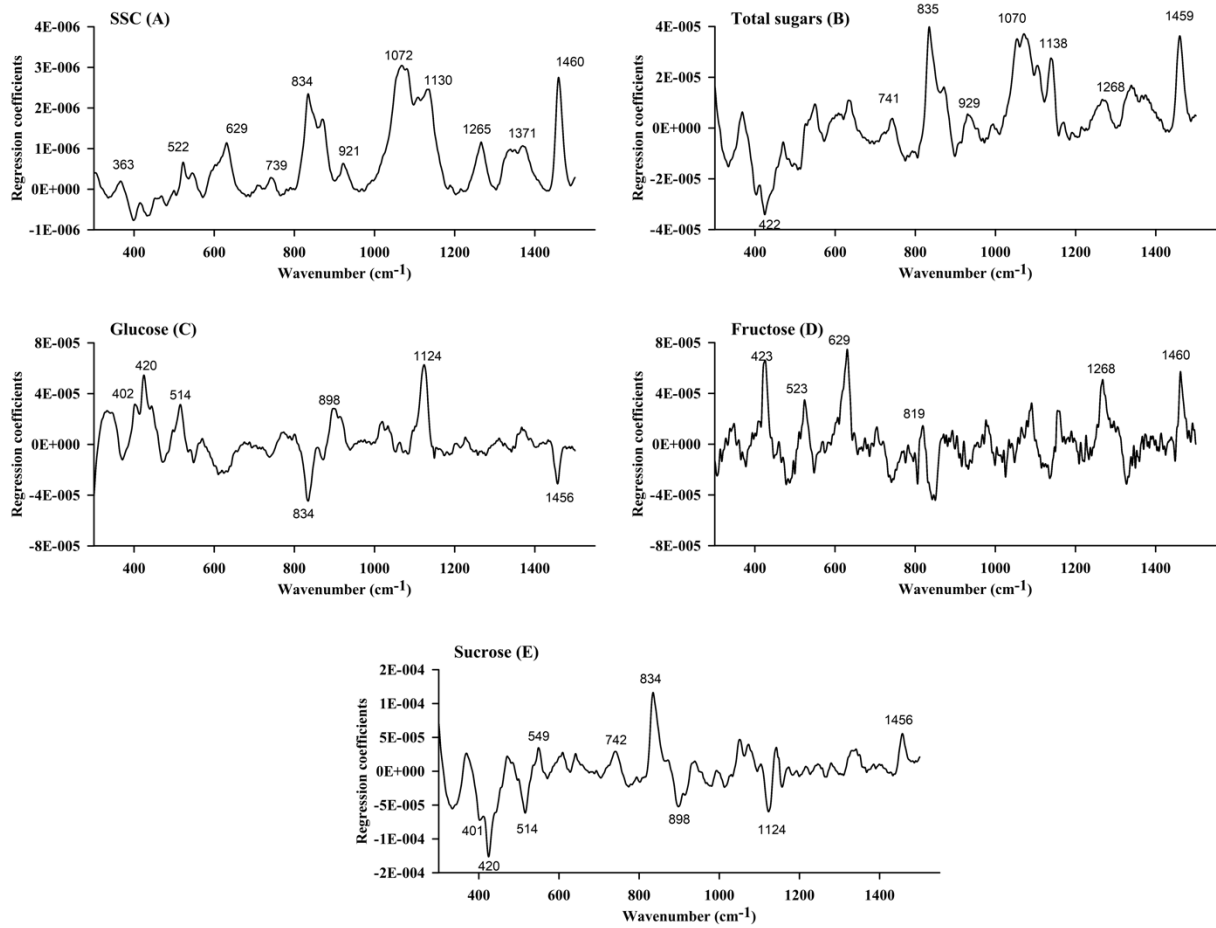 SSC (A)
4E-006
3E-006
2E-006
1E-006
0E+000
-1E-006
Regression coefficients
363
522
629
739
834
921
1072
1130
1265
1371
1460
400 600 800 1000 1200 1400
Wavenumber (cm-1)
Total sugars (B)
4E-005
2E-005
0E+000
-2E-005
-4E-005
Regression coefficients
422
741
835
929
1070
1138
1268
1459
400 600 800 1000 1200 1400
Wavenumber (cm-1)
Glucose (C)
8E-005
4E-005
0E+000
-4E-005
-8E-005
Regression coefficients
402
420
514
834
898
1124
1456
400 600 800 1000 1200 1400
Wavenumber (cm-1)
Fructose (D)
8E-005
4E-005
0E+000
-4E-005
-8E-005
Regression coefficients
423
523
629
819
1268
1460
400 600 800 1000 1200 1400
Wavenumber (cm-1)
Sucrose (E)
2E-004
1E-004
5E-005
0E+000
-5E-005
-1E-004
-2E-004
Regression coefficients
401
420
514
549
742
834
898
1124
1456
400 600 800 1000 1200 1400
Wavenumber (cm-1)